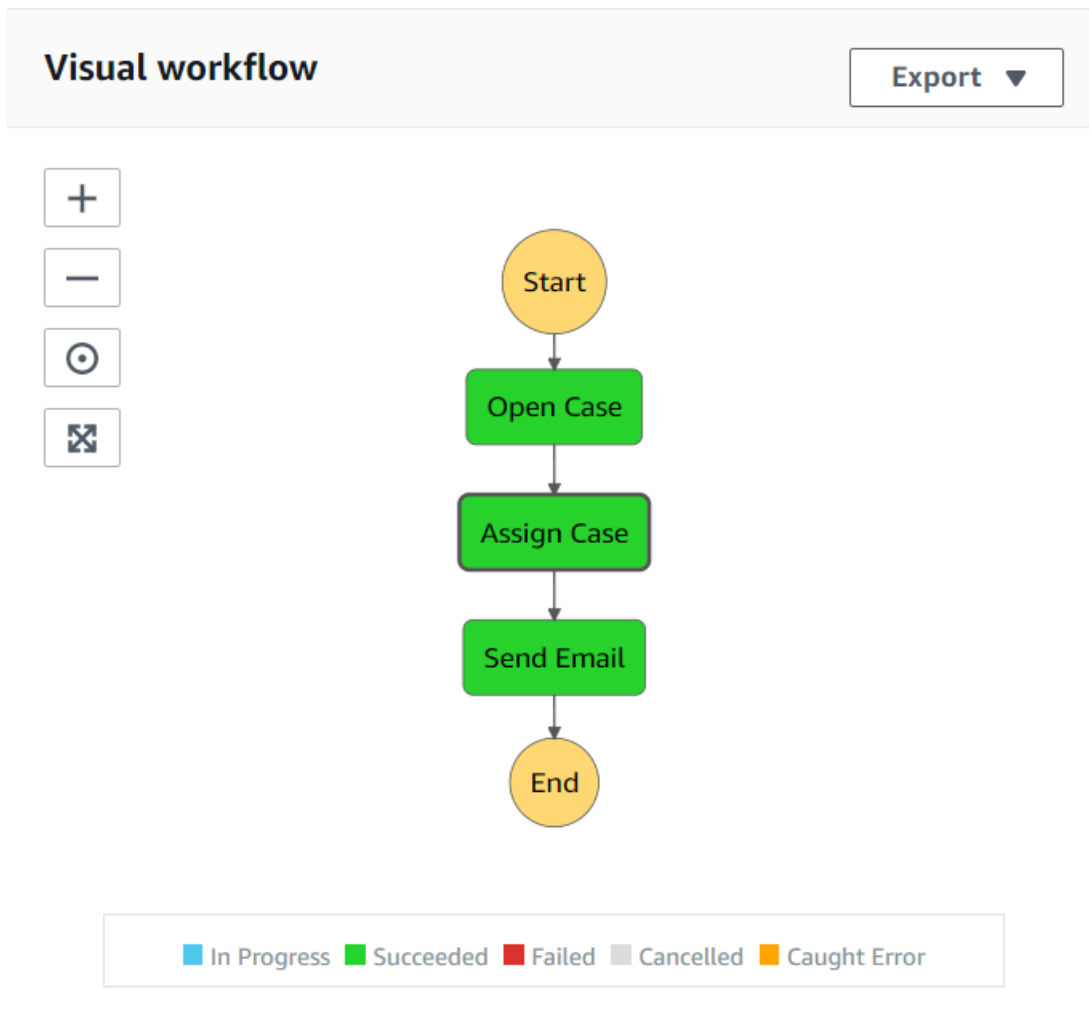 Visual workflow
Export
Start
Open Case
Assign Case
Send Email
End
In Progress Succeeded Failed Cancelled Caught Error